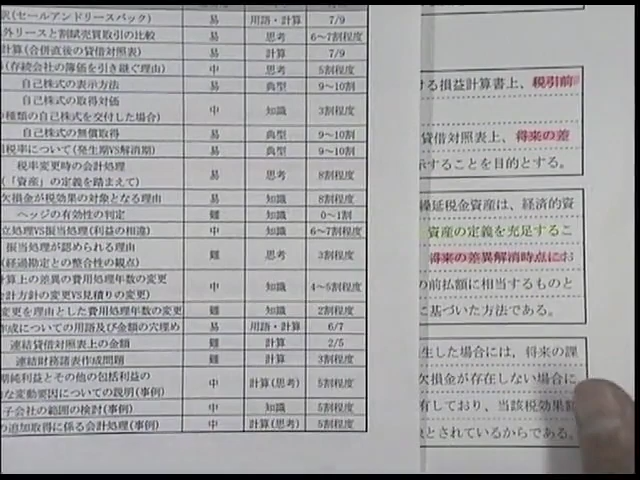 訳(セールアンドリースバック) 易 用語・計算 7/9
外リースと割賦売買取引の比較 易 思考 6~7割程度
計算(合併直後の貸借対照表) 易 計算 7/9
(存続会社の簿価を引き継ぐ理由) 中 思考 5割程度
自己株式の表示方法 易 典型 9~10割
自己株式の取得対価
の種類の自己株式を交付した場合) 中 知識 3割程度
自己株式の無償取得 易 典型 9~10割
税率について(発生期VS解消期) 易 典型 9~10割
税率変更時の会計処理
(「資産」の定義を踏まえて) 易 思考 8割程度
欠損金が税効果の対象となる理由 易 知識 8割程度
ヘッジの有効性の判定 難 知識 0~1割
立処理VS振当処理(利益の相違) 中 知識 6~7割程度
振当処理が認められる理由
(経過勘定との整合性の観点) 難 思考 3割程度
計算上の差異の費用処理年数の変更
会計方針の変更VS見積りの変更) 中 知識 4~5割程度
変更を理由とした費用処理年数の変更 難 知識 2割程度
作成についての用語及び金額の穴埋め 易 用語・計算 6/7
連結貸借対照表上の金額 難 計算 2/5
連結財務諸表作成問題 難 計算 3割程度
期純利益とその他の包括利益の
な変動要因についての説明(事例) 中 計算(思考) 5割程度
子会社の範囲の検討(事例) 中 知識 5割程度
の追加取得に係る会計処理(事例) 中 計算(思考) 5割程度
ける損益計算書上、税引前
貸借対照表上、将来の差
示することを目的とする。
繰延税金資産は、経済的資
資産の定義を充足するこ
将来の差異解消時点にお
の前払額に相当するものと
に基づいた方法である。
生した場合には、将来の課
欠損金が存在しない場合に
有しており、当該税効果額
象とされているからである。